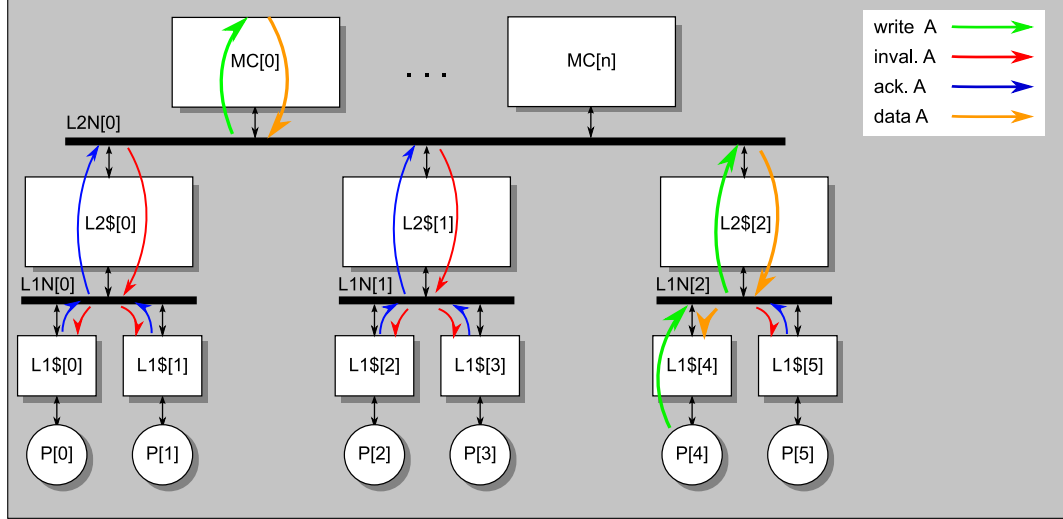 MC[0]
. . .
MC[n]
write A
inval. A
ack. A
data A
L2N[0]
L2$[0]
L2$[1]
L2$[2]
L1N[0]
L1N[1]
L1N[2]
L1$[0]
L1$[1]
L1$[2]
L1$[3]
L1$[4]
L1$[5]
P[0]
P[1]
P[2]
P[3]
P[4]
P[5]